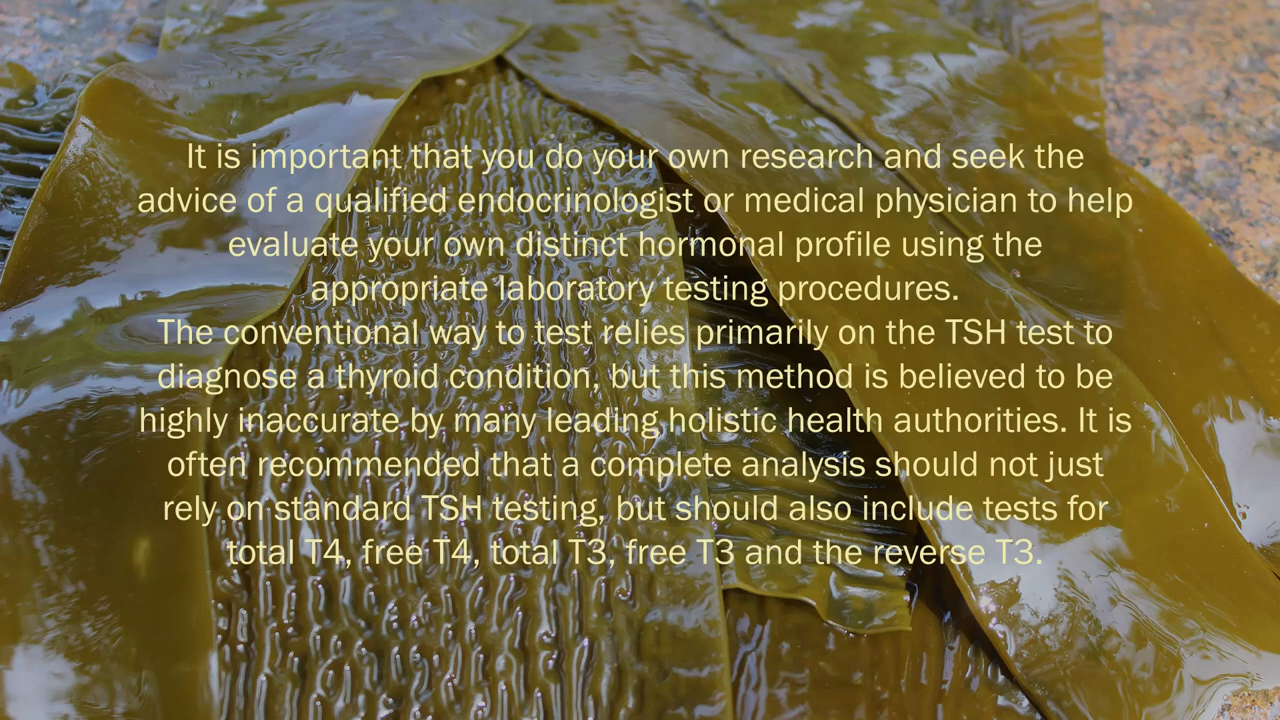 It is important that you do your own research and seek the
advice of a qualified endocrinologist or medical physician to help
evaluate your own distinct hormonal profile using the
appropriate laboratory testing procedures.
The conventional way to test relies primarily on the TSH test to
diagnose a thyroid condition, but this method is believed to be
highly inaccurate by many leading holistic health authorities. It is
often recommended that a complete analysis should not just
rely on standard TSH testing, but should also include tests for
total T4, free T4, total T3, free T3 and the reverse T3.